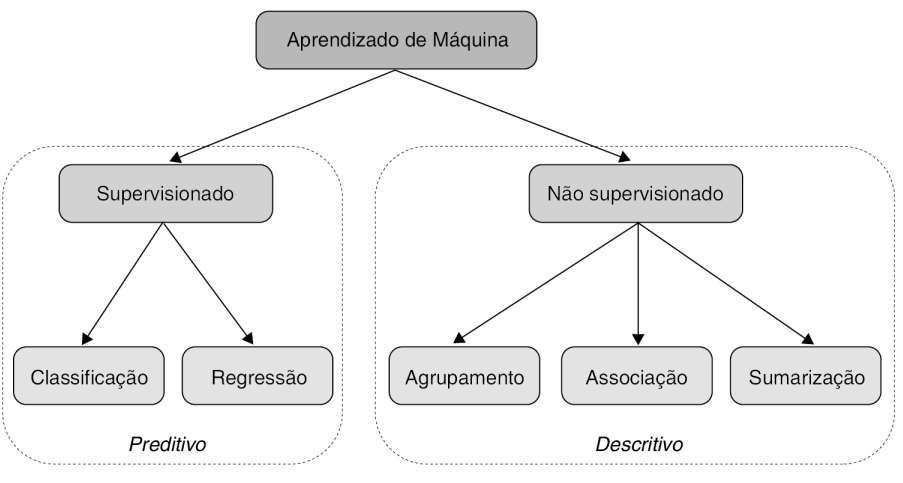 Aprendizado de Máquina
Supervisionado
Não supervisionado
Classificação
Regressão
Agrupamento
Associação
Sumarização
Preditivo
Descritivo